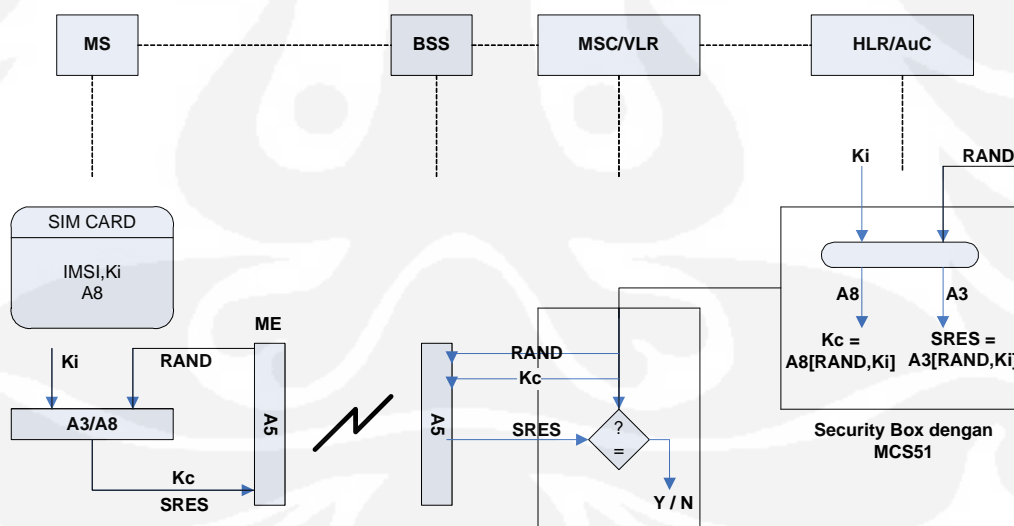 MS
BSS
MSC/VLR
HLR/AuC
Ki
RAND
SIM CARD
IMSI,Ki
A8
A8
A3
Kc =
A8[RAND,Ki]
SRES =
A3[RAND,Ki]
ME
Ki
RAND
A3/A8
A5
Kc
SRES
A5
RAND
Kc
SRES
?
=
Y / N
Security Box dengan
MCS51